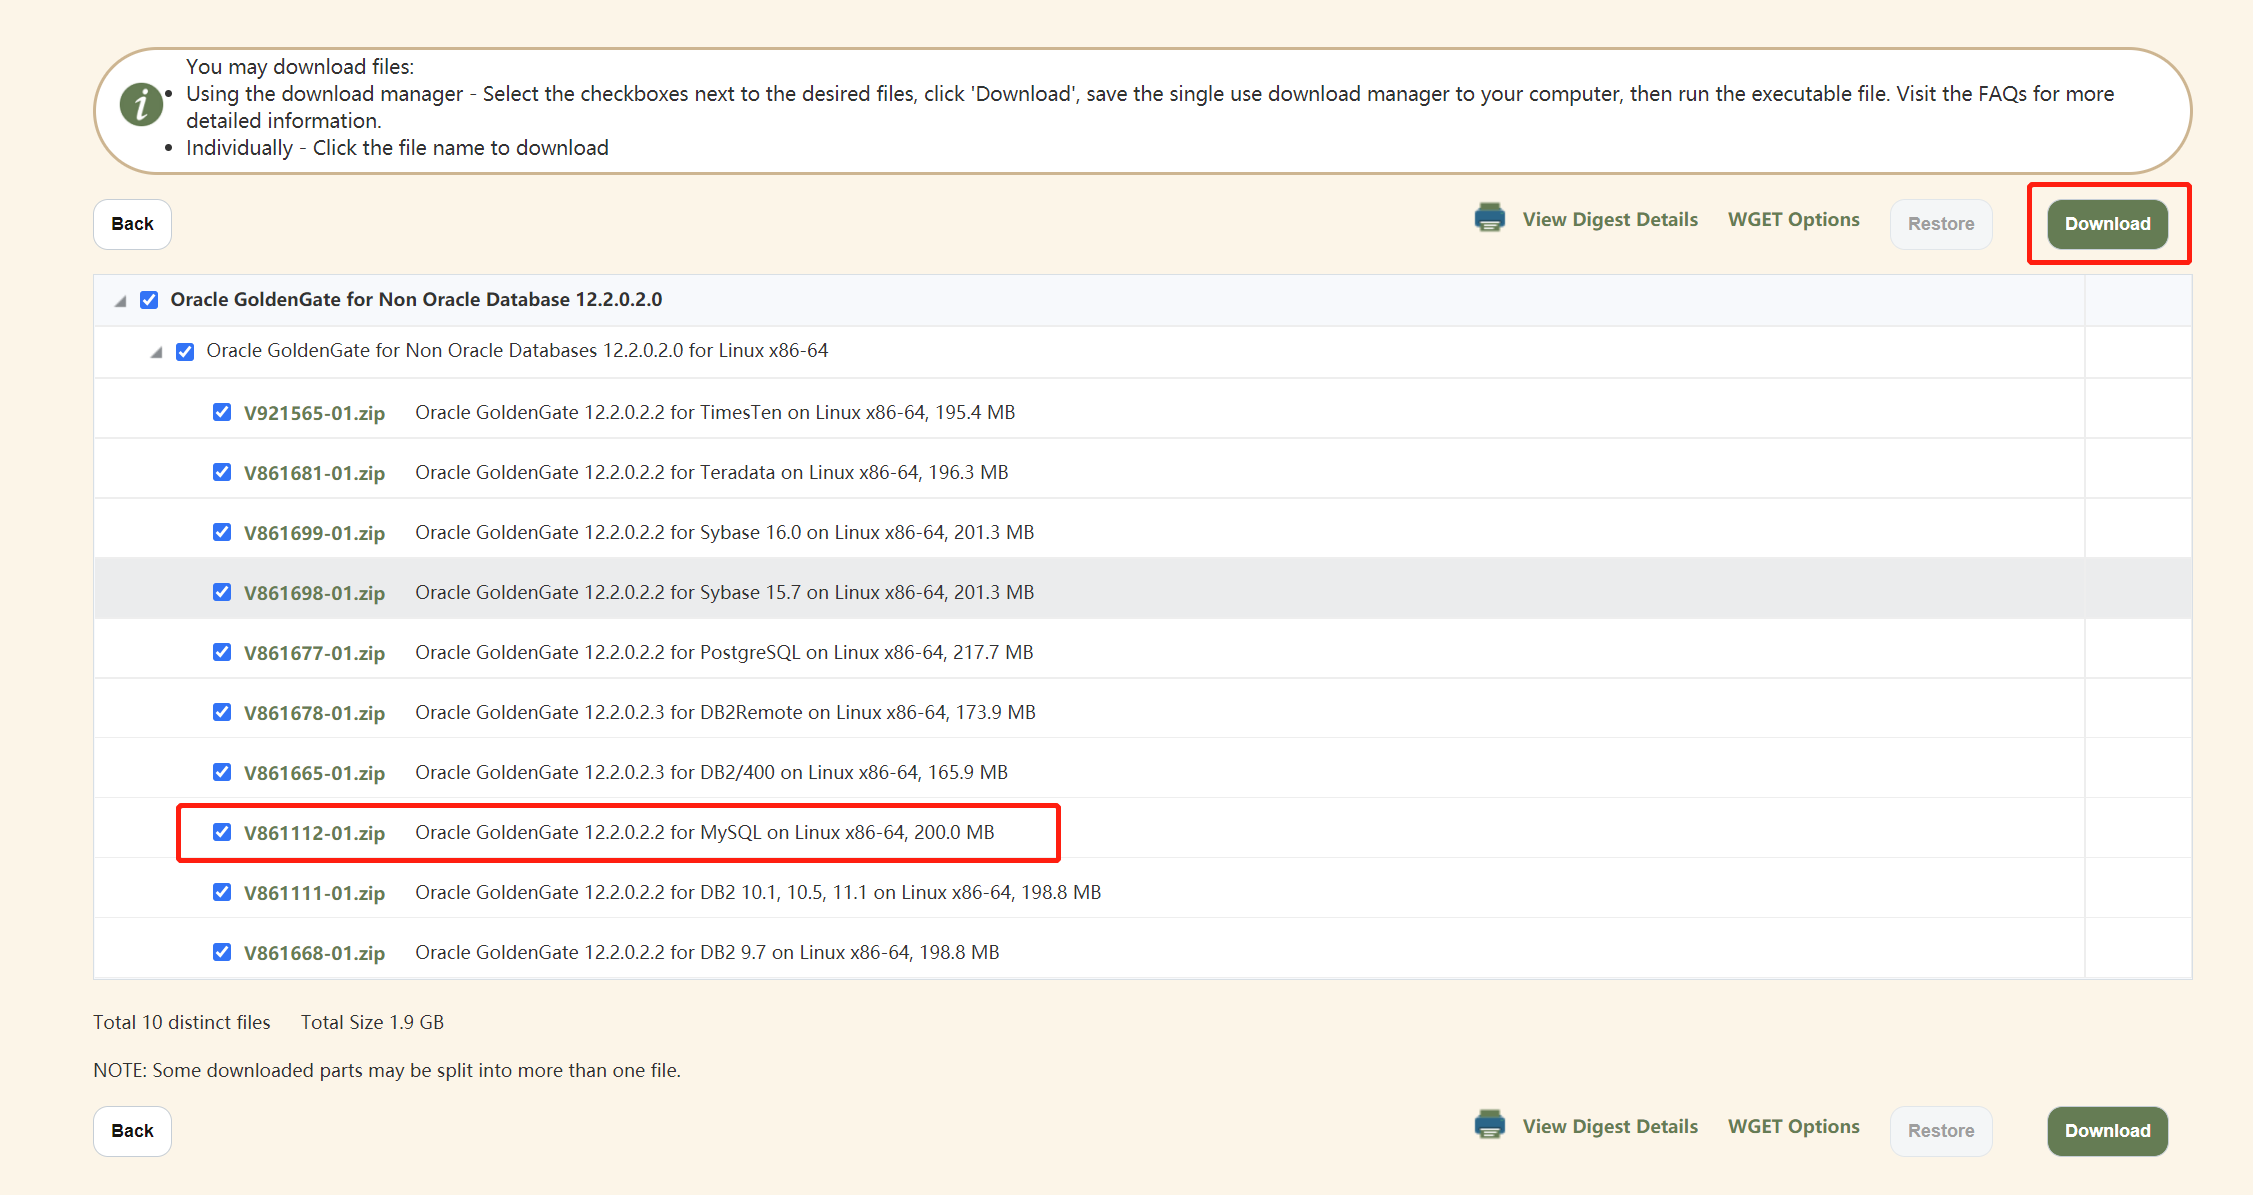 You may download files:
• Using the download manager - Select the checkboxes next to the desired files, click 'Download', save the single use download manager to your computer, then run the executable file. Visit the FAQs for more
detailed information.
• Individually - Click the file name to download
Back
View Digest Details
WGET Options
Restore
Download
Oracle GoldenGate for Non Oracle Database 12.2.0.2.0
Oracle GoldenGate for Non Oracle Databases 12.2.0.2.0 for Linux x86-64
V921565-01.zip Oracle GoldenGate 12.2.0.2.2 for TimesTen on Linux x86-64, 195.4 MB
V861681-01.zip Oracle GoldenGate 12.2.0.2.2 for Teradata on Linux x86-64, 196.3 MB
V861699-01.zip Oracle GoldenGate 12.2.0.2.2 for Sybase 16.0 on Linux x86-64, 201.3 MB
V861698-01.zip Oracle GoldenGate 12.2.0.2.2 for Sybase 15.7 on Linux x86-64, 201.3 MB
V861677-01.zip Oracle GoldenGate 12.2.0.2.2 for PostgreSQL on Linux x86-64, 217.7 MB
V861678-01.zip Oracle GoldenGate 12.2.0.2.3 for DB2Remote on Linux x86-64, 173.9 MB
V861665-01.zip Oracle GoldenGate 12.2.0.2.3 for DB2/400 on Linux x86-64, 165.9 MB
V861112-01.zip Oracle GoldenGate 12.2.0.2.2 for MySQL on Linux x86-64, 200.0 MB
V861111-01.zip Oracle GoldenGate 12.2.0.2.2 for DB2 10.1, 10.5, 11.1 on Linux x86-64, 198.8 MB
V861668-01.zip Oracle GoldenGate 12.2.0.2.2 for DB2 9.7 on Linux x86-64, 198.8 MB
Total 10 distinct files Total Size 1.9 GB
NOTE: Some downloaded parts may be split into more than one file.
Back
View Digest Details
WGET Options
Restore
Download